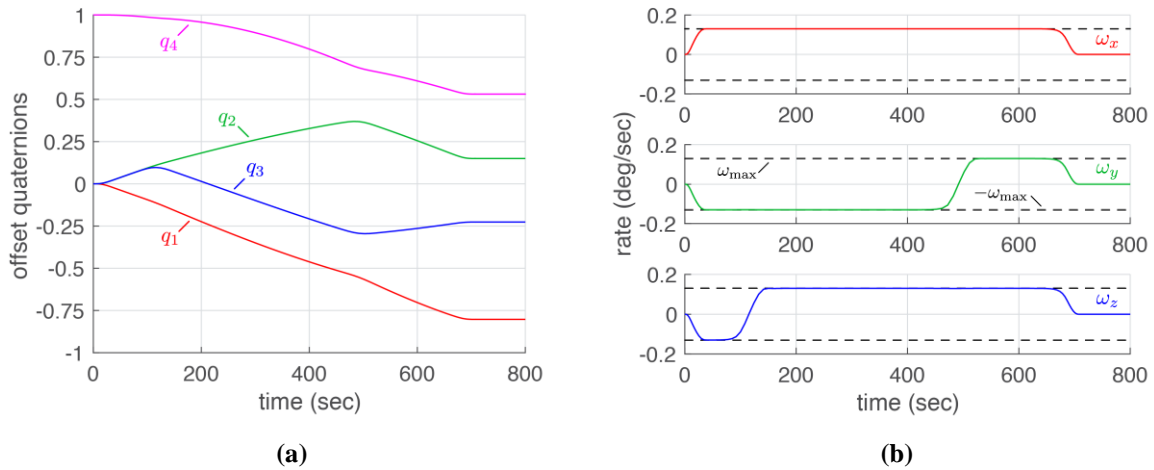 1
0.75
0.5
0.25
0
-0.25
-0.5
-0.75
-1
offset quaternions
q4
q2
q3
q1
0 200 400 600 800
time (sec)
(a)
rate (deg/sec)
0.2
0
-0.2
ωx
0 200 400 600 800
0.2
0
-0.2
ωmax
ωy
−ωmax
0 200 400 600 800
0.2
0
-0.2
ωz
0 200 400 600 800
time (sec)
(b)